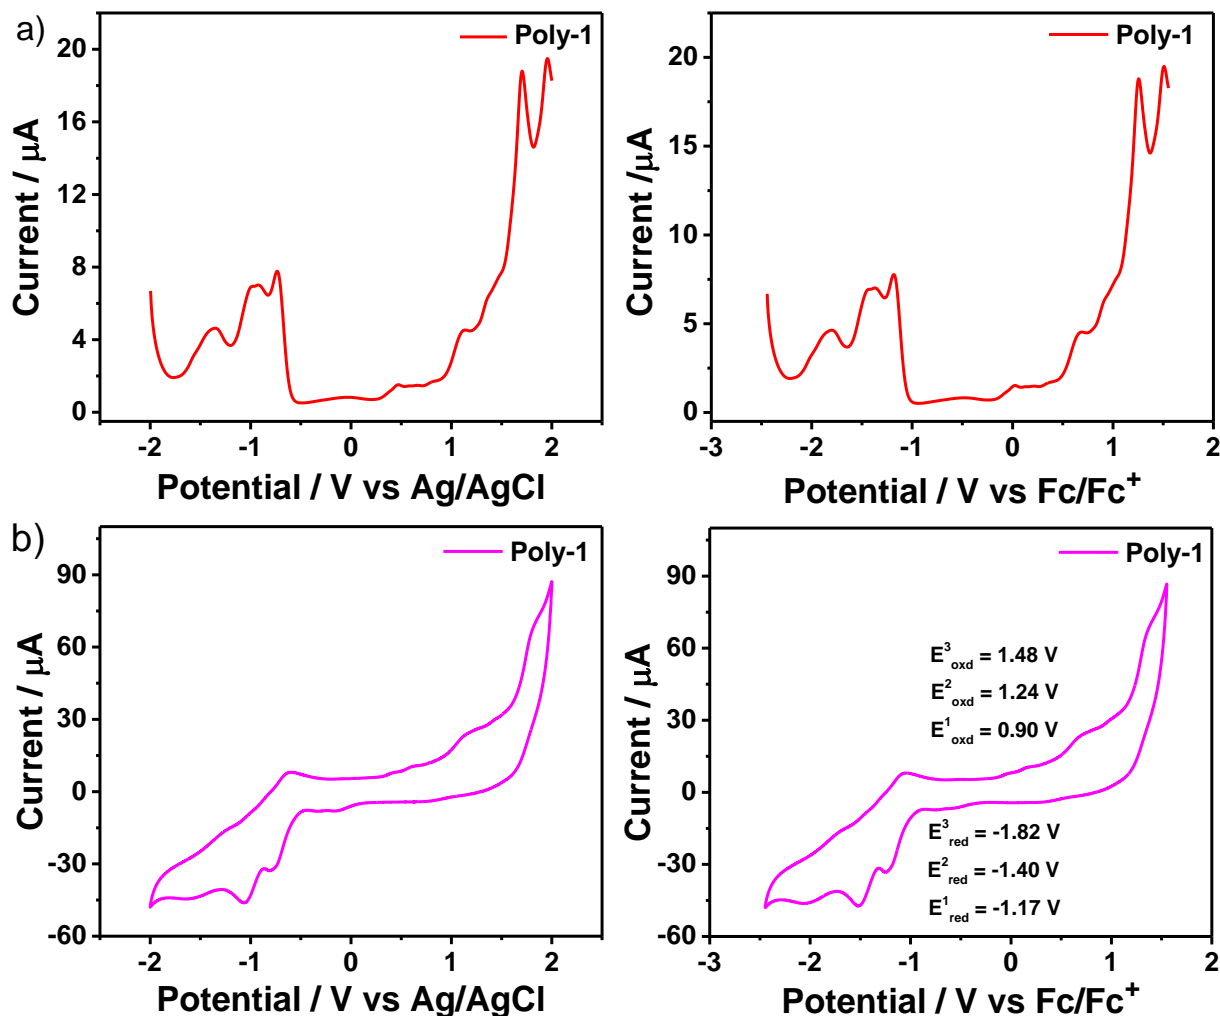 a)
Poly-1
20
16
12
8
4
0
Current / μA
-2
-1
0
1
2
Potential / V vs Ag/AgCl
Poly-1
20
15
10
5
0
Current /μA
-3
-2
-1
0
1
2
Potential / V vs Fc/Fc⁺
b)
Poly-1
90
60
30
0
-30
-60
Current / μA
-2
-1
0
1
2
Potential / V vs Ag/AgCl
Poly-1
90
60
30
0
-30
-60
Current / μA
E³oxd = 1.48 V
E²oxd = 1.24 V
E¹oxd = 0.90 V
E³red = -1.82 V
E²red = -1.40 V
E¹red = -1.17 V
-3
-2
-1
0
1
2
Potential / V vs Fc/Fc⁺